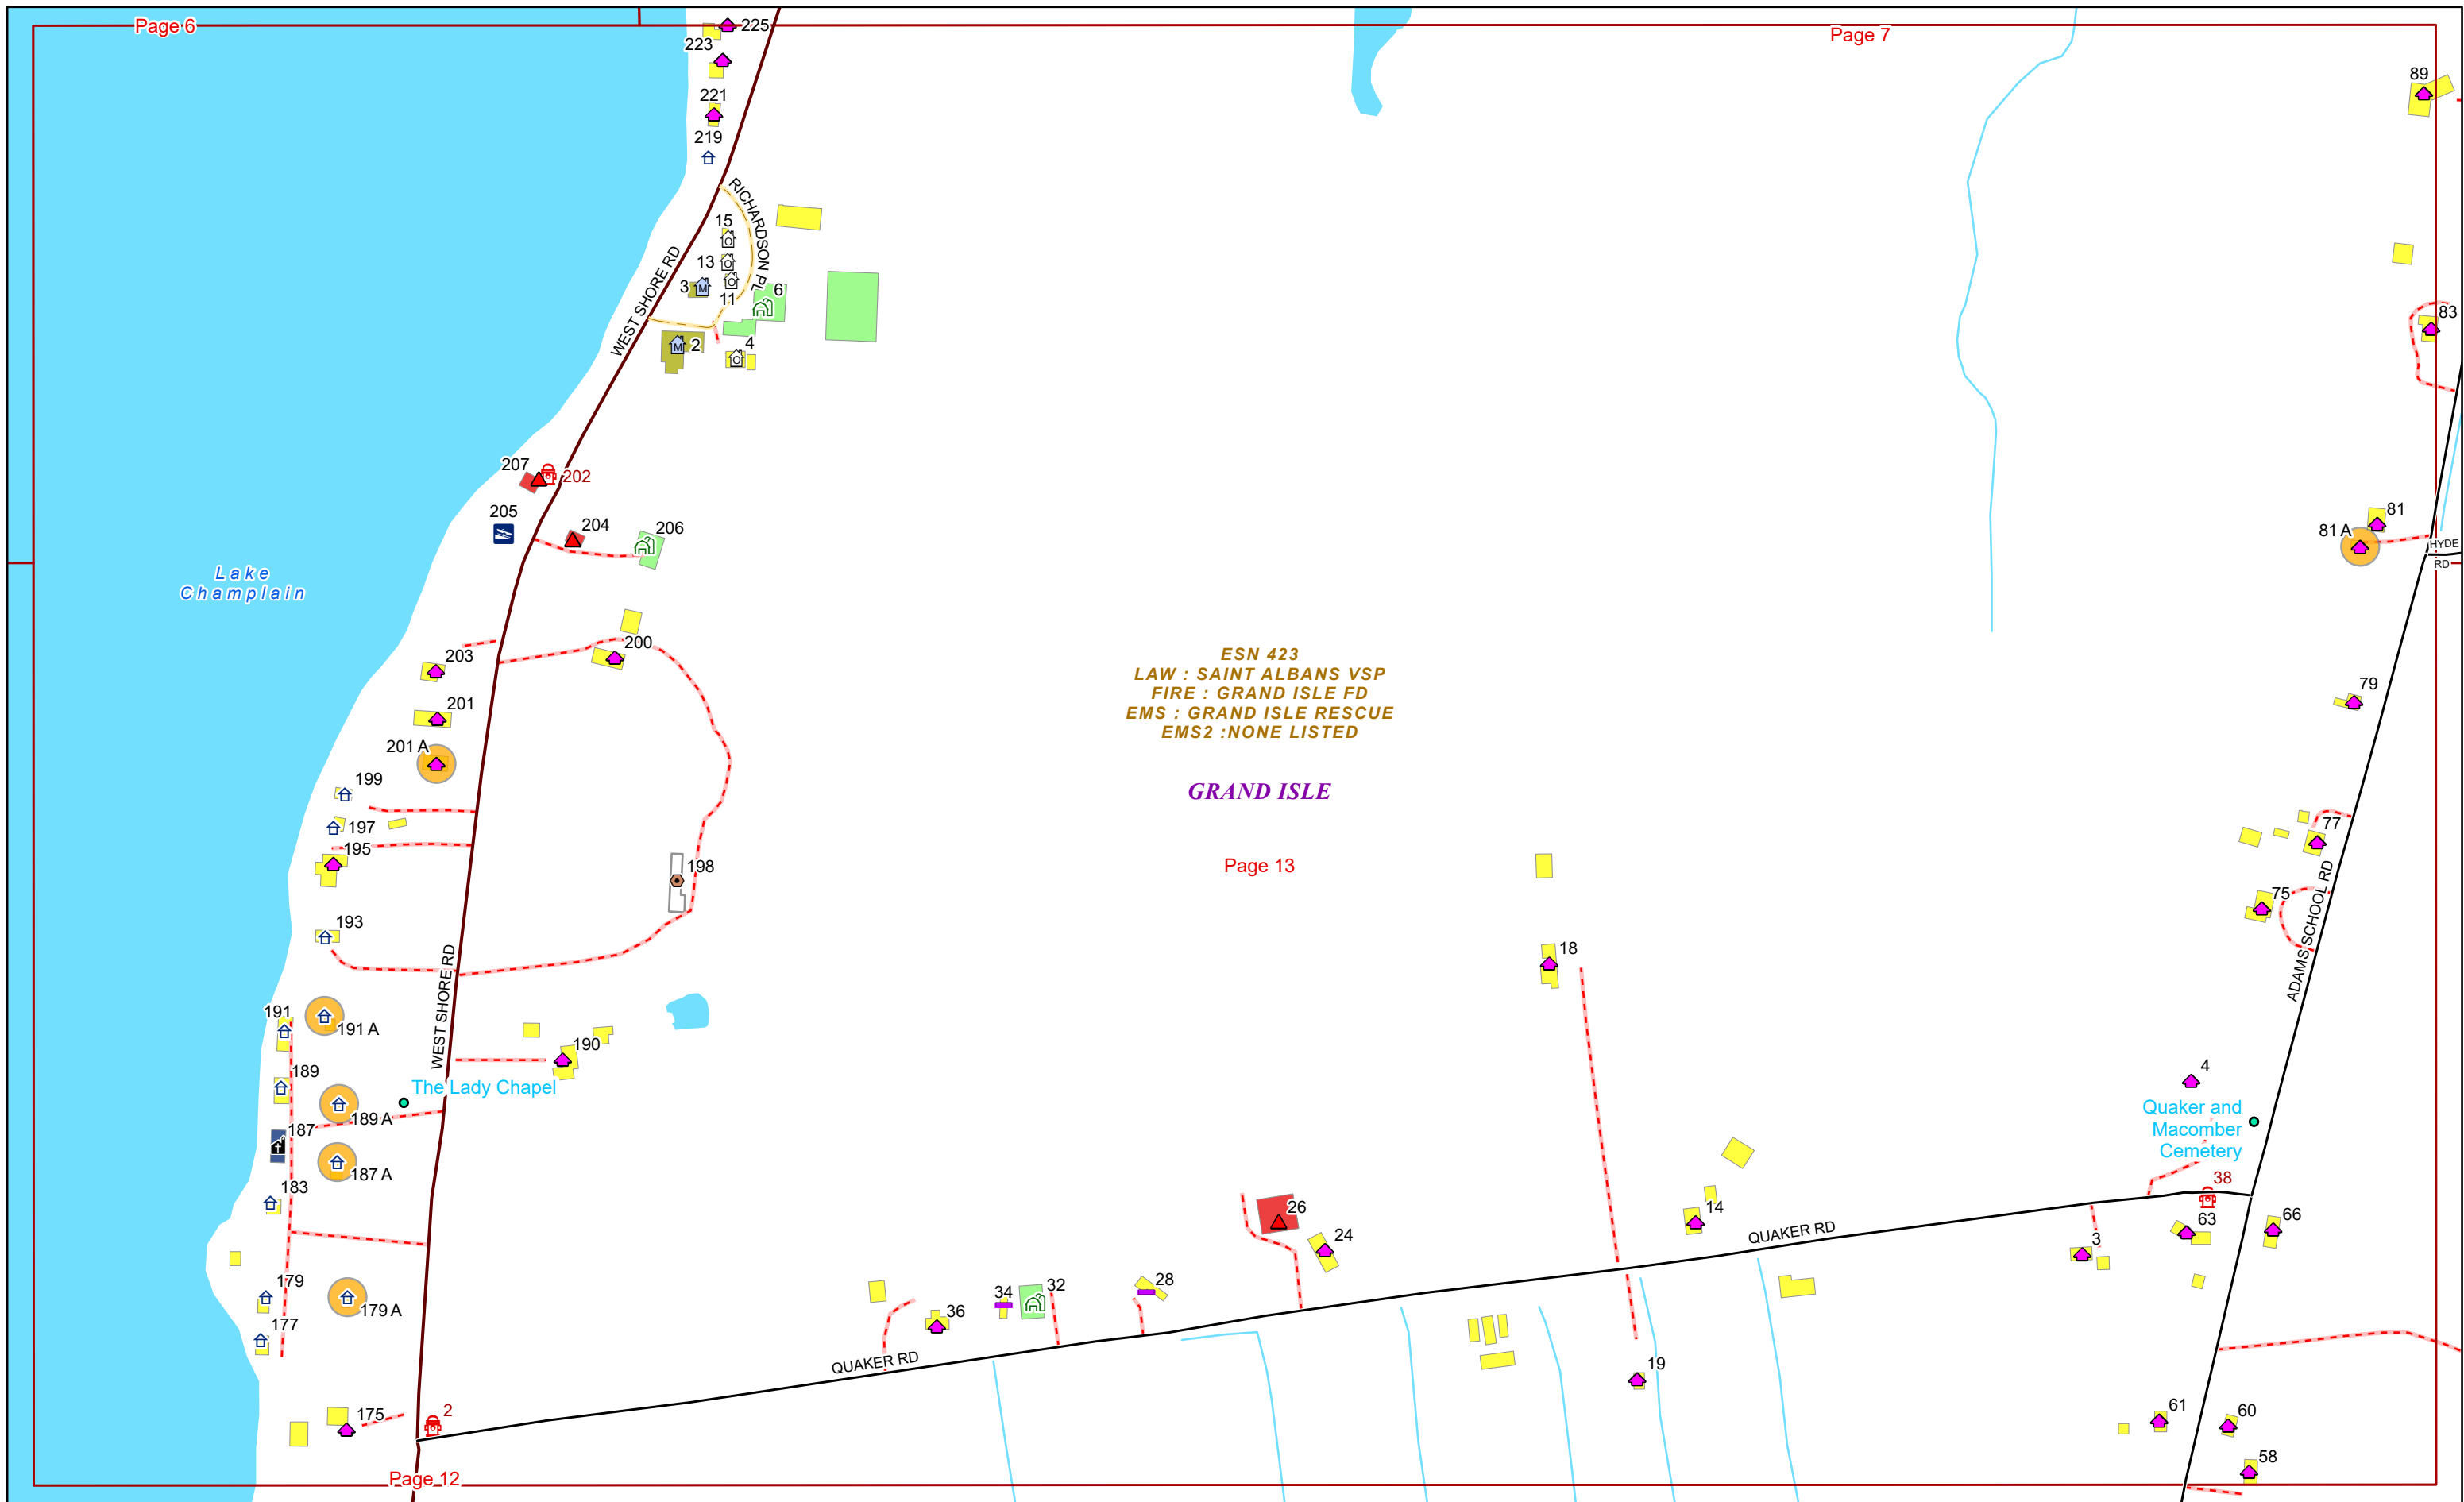 Page 6
225
Page 7
223
89
221
219
RICHARDSON PL
15
WEST SHORE RD
13
3
11
6
83
2
4
207
202
205
204
206
81
81 A
HYDE
RD
Lake
Champlain
200
ESN 423
LAW : SAINT ALBANS VSP
FIRE : GRAND ISLE FD
EMS : GRAND ISLE RESCUE
EMS2 :NONE LISTED
203
79
201
201 A
199
GRAND ISLE
197
195
198
Page 13
77
75
ADAMS SCHOOL RD
193
WEST SHORE RD
18
191
191 A
190
189
The Lady Chapel
4
Quaker and
Macomber
Cemetery
189 A
187
187 A
38
183
26
14
24
QUAKER RD
63
66
3
179
179 A
34
32
28
36
177
QUAKER RD
19
175
2
61
60
58
Page 12